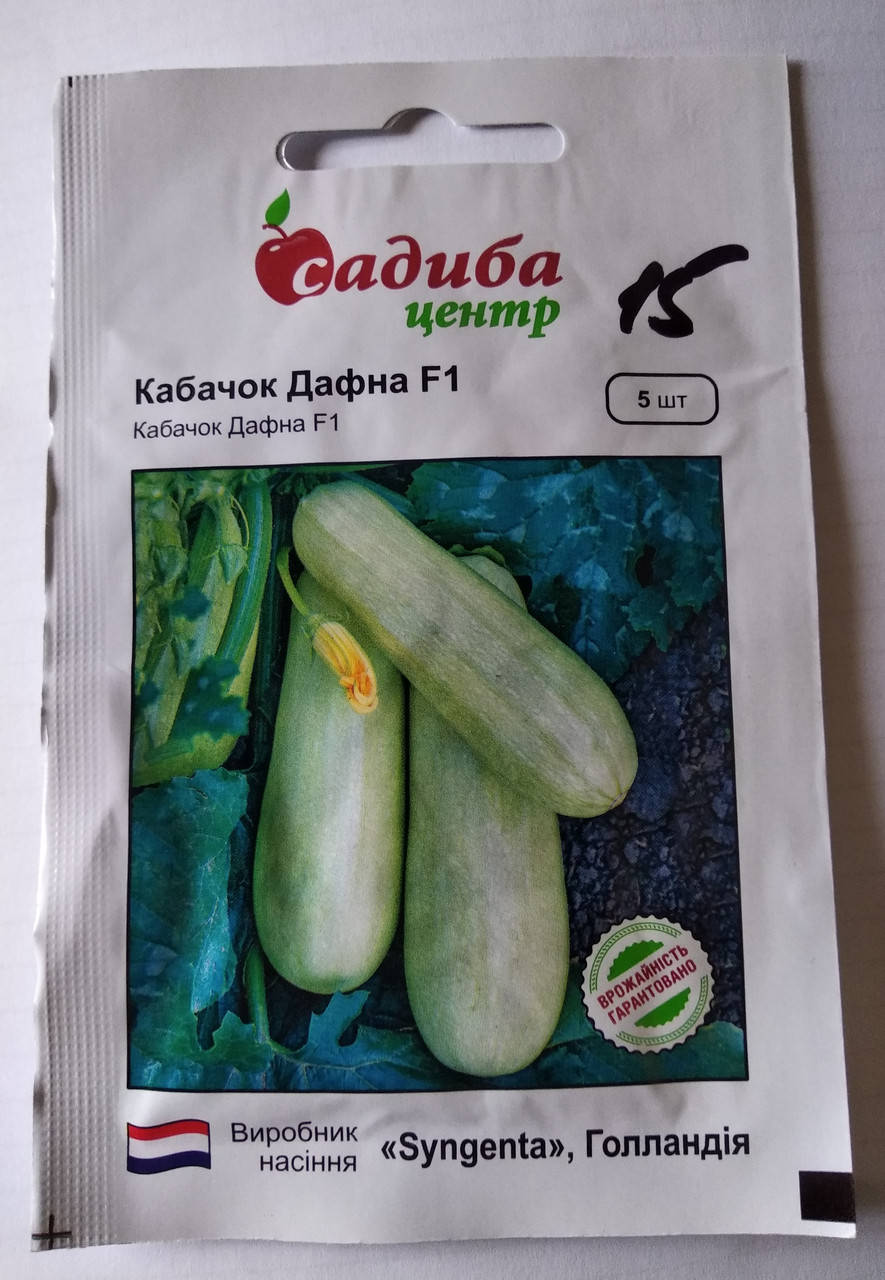 садиба
центр
15
Кабачок Дафна F1
Кабачок Дафна F1
5 шт
ВРОЖАЙНІСТЬ
ГАРАНТОВАНО
Виробник
насіння
«Syngenta», Голландія